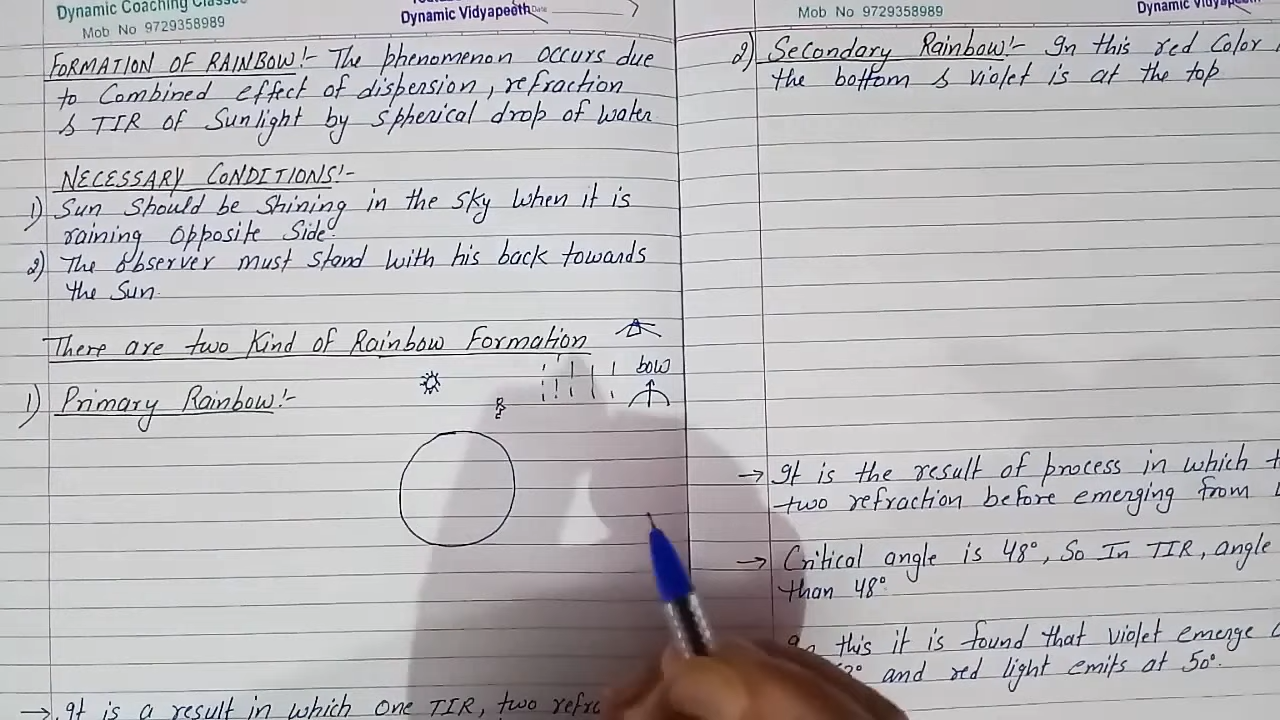 Dynamic Coaching Classes
Mob No 9729358989
Dynamic Vidyapeeth
Date
FORMATION OF RAINBOW!- The phenomenon occurs due
to Combined effect of dispension, refraction
& TIR of Sunlight by spherical drop of water
NECESSARY CONDITIONS!-
1) Sun should be shining in the sky when it is
raining opposite side
2) The observer must stand with his back towards
the Sun.
There are two Kind of Rainbow Formation
bow
1) Primary Rainbow!-
→ It is a result in which one TIR, two refra
Mob No 9729358989
Dynamic Vidyapeeth
2) Secondary Rainbow!- In this red Color
the bottom & violet is at the top
→ It is the result of process in which
two refraction before emerging from
→ Critical angle is 48°, So In TIR, angle
than 48°.
In this it is found that violet emerge
and red light emits at 50°.